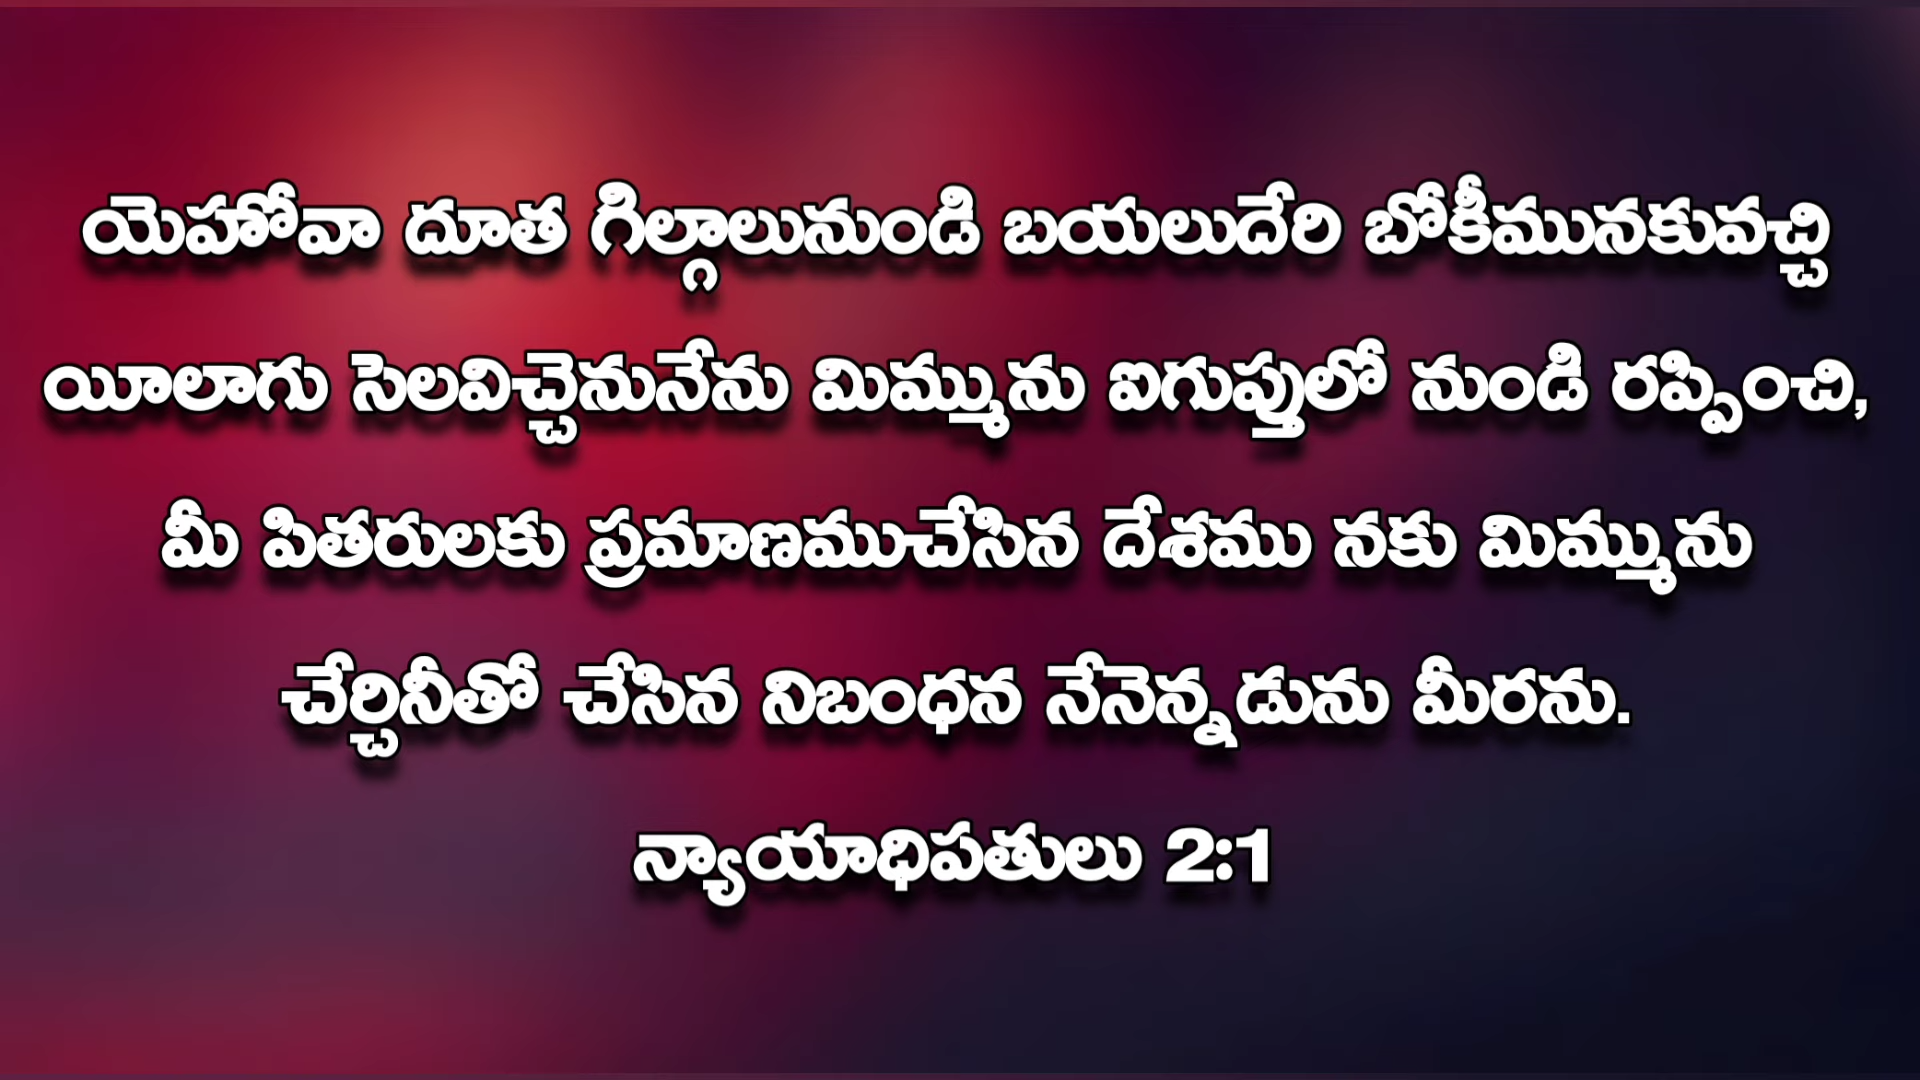 యెహోవా దూత గిల్గాలునుండి బయలుదేరి బోకీమునకువచ్చి
యీలాగు సెలవిచ్చెనునేను మిమ్మును ఐగుప్తులో నుండి రప్పించి,
మీ పితరులకు ప్రమాణముచేసిన దేశము నకు మిమ్మును
చేర్చినీతో చేసిన నిబంధన నేనెన్నడును మీరను.
న్యాయాధిపతులు 2:1